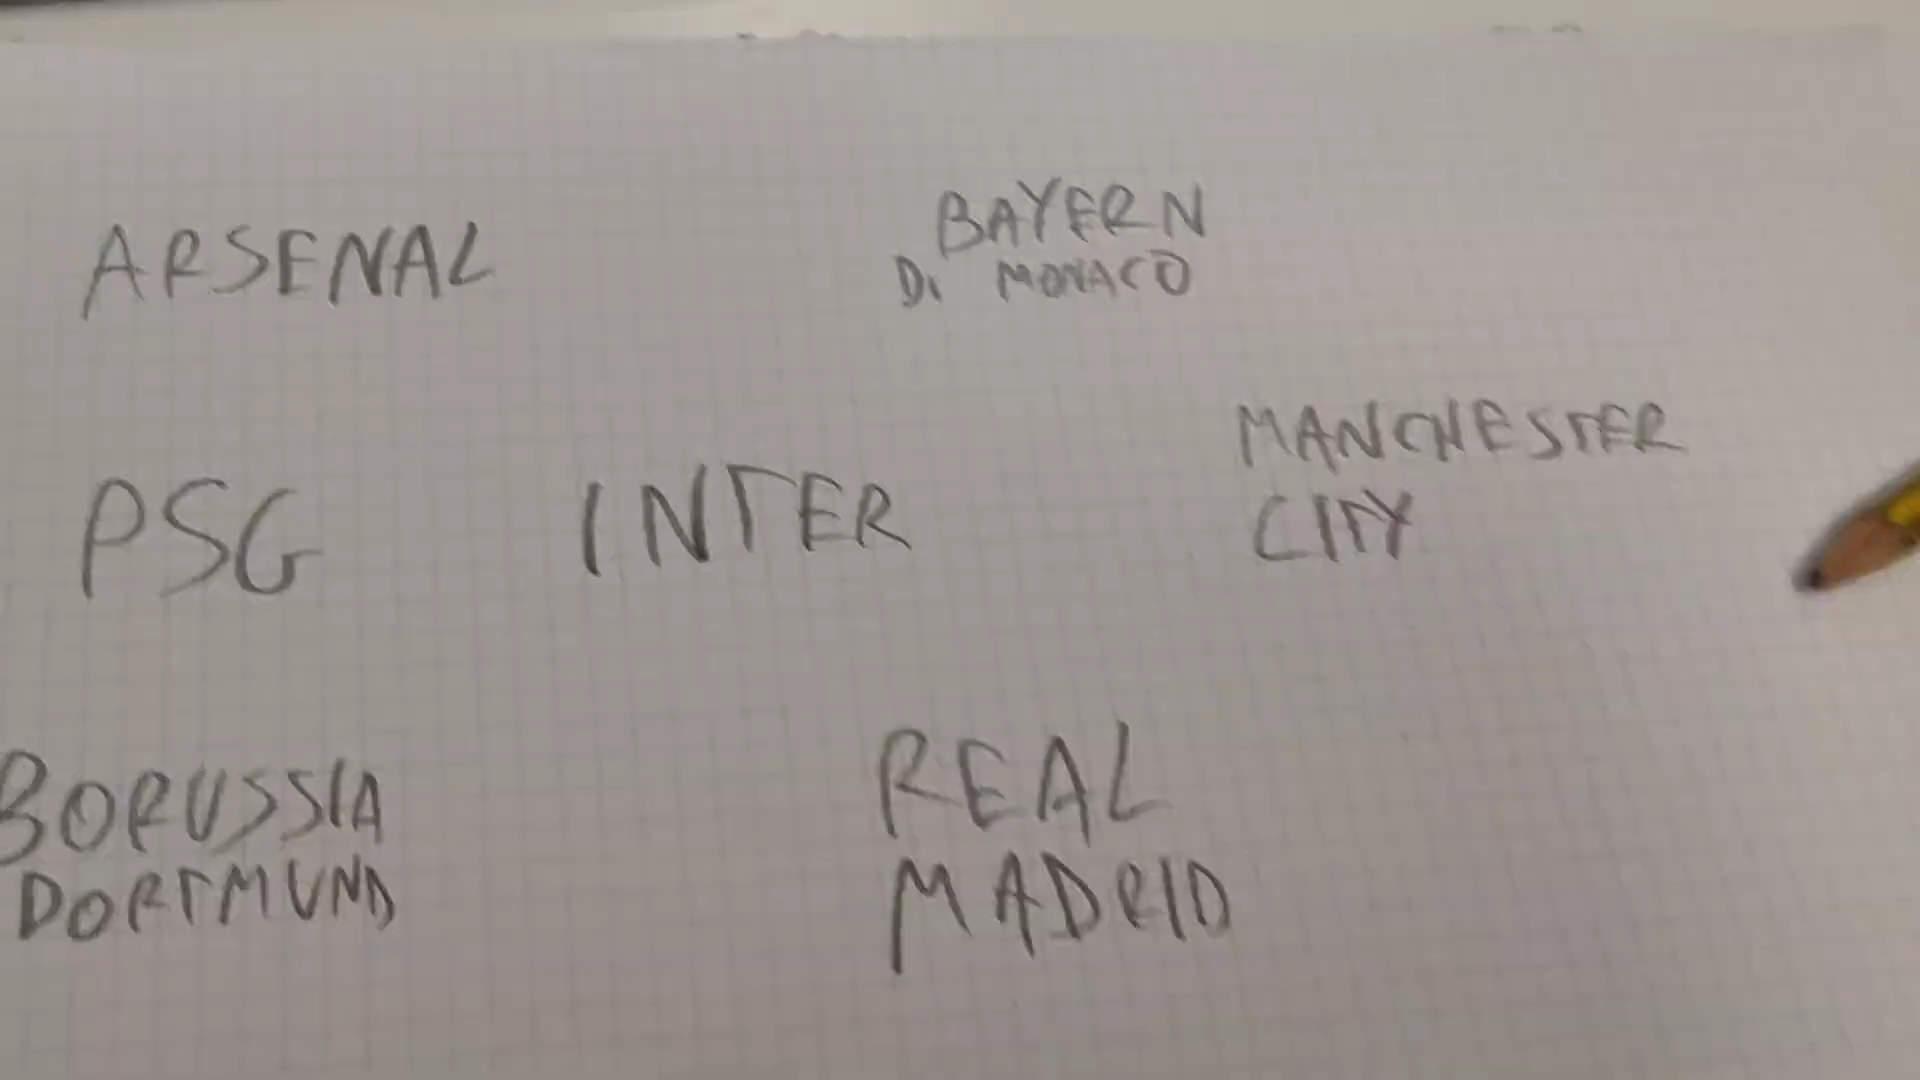 ARSENAL
BAYERN
DI MONACO
PSG
INTER
MANCHESTER
CITY
BORUSSIA
DORTMUND
REAL
MADRID